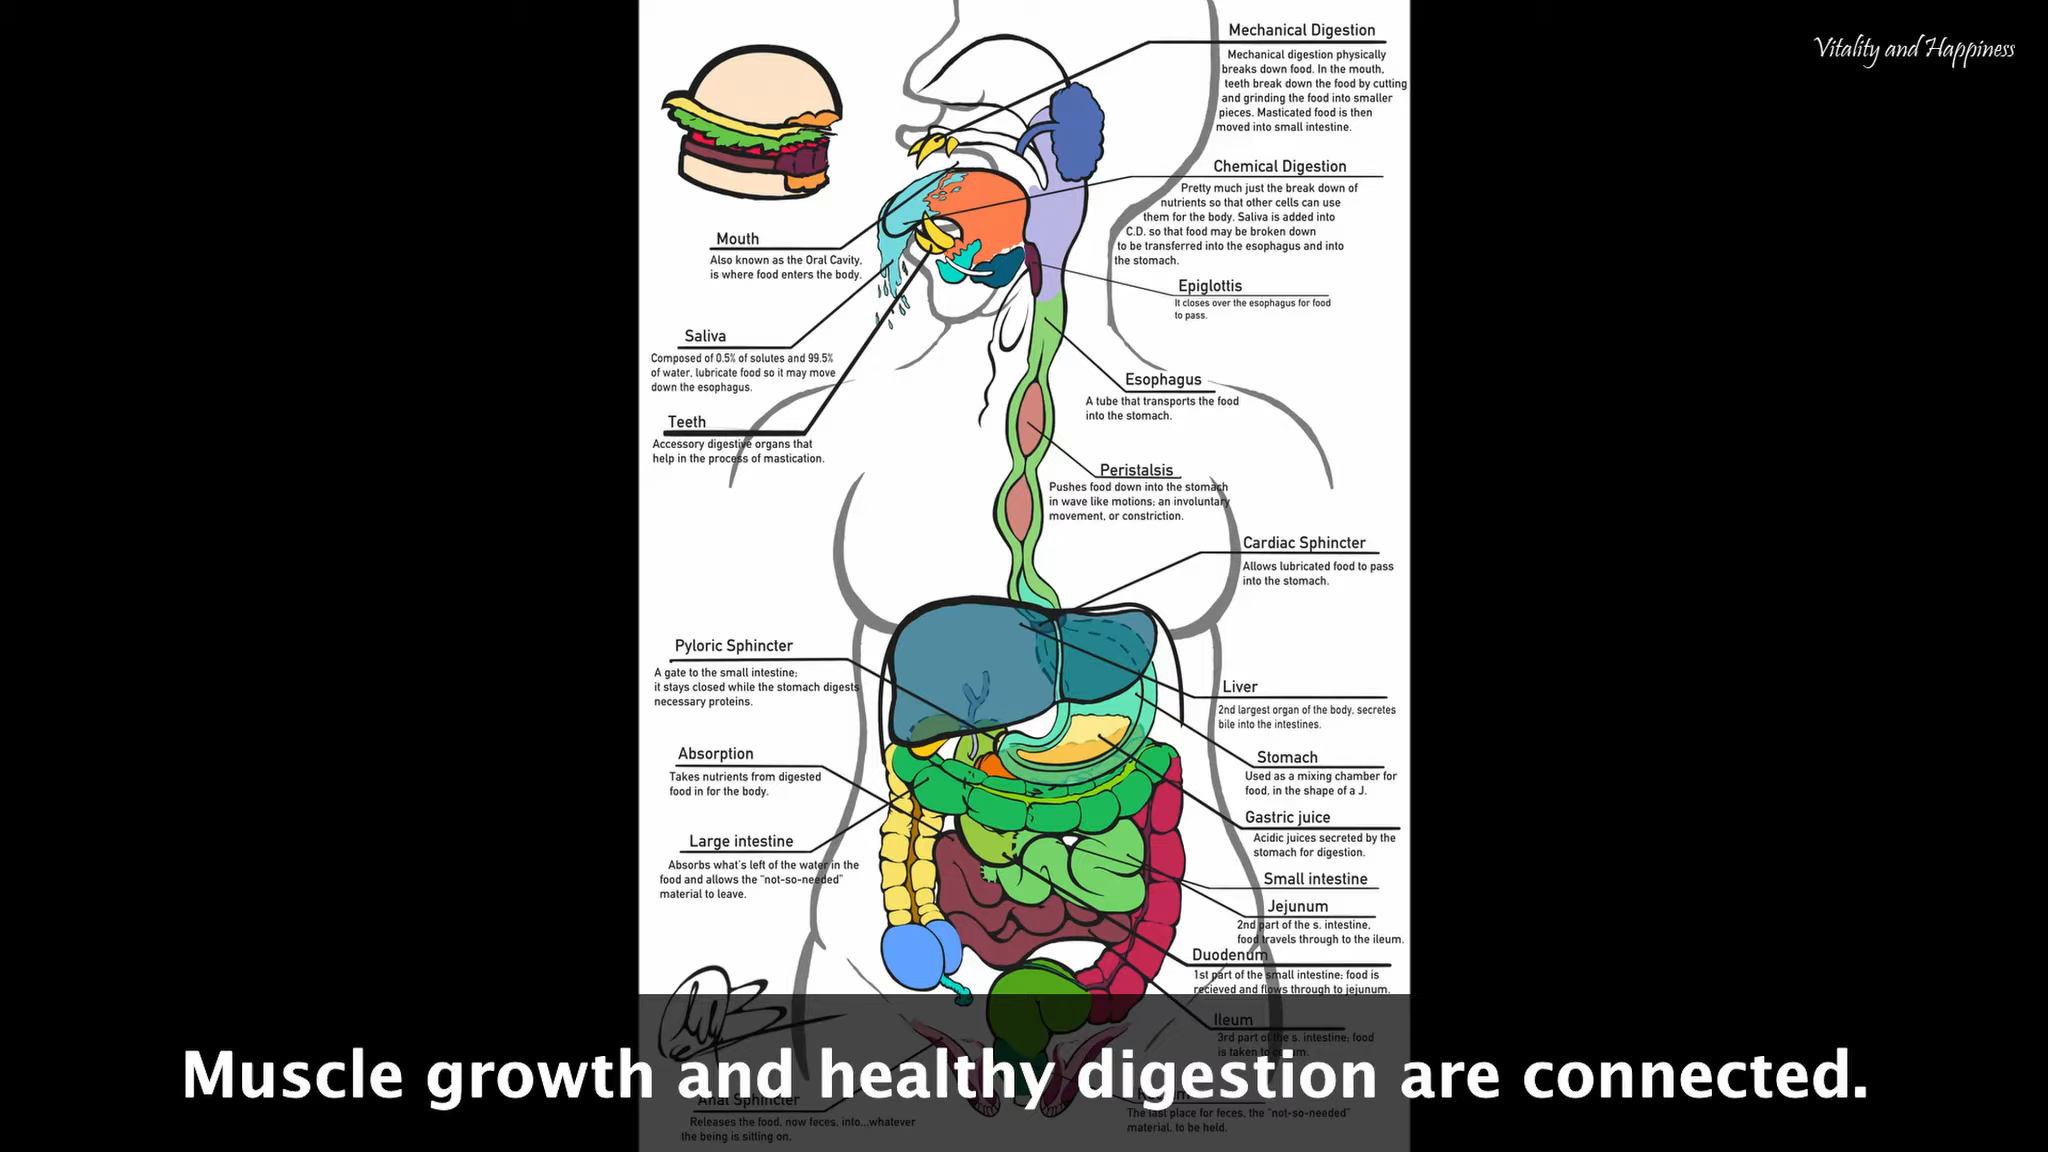 Vitality and Happiness
Mechanical Digestion
Mechanical digestion physically
breaks down food. In the mouth,
teeth break down the food by cutting
and grinding the food into smaller
pieces. Masticated food is then
moved into small intestine.
Chemical Digestion
Pretty much just the break down of
nutrients so that other cells can use
them for the body. Saliva is added into
C.D. so that food may be broken down
to be transferred into the esophagus and into
the stomach.
Mouth
Also known as the Oral Cavity,
is where food enters the body.
Epiglottis
It closes over the esophagus for food
to pass.
Saliva
Composed of 0.5% of solutes and 99.5%
of water, lubricate food so it may move
down the esophagus.
Esophagus
A tube that transports the food
into the stomach.
Teeth
Accessory digestive organs that
help in the process of mastication.
Peristalsis
Pushes food down into the stomach
in wave like motions; an involuntary
movement, or constriction.
Cardiac Sphincter
Allows lubricated food to pass
into the stomach.
Pyloric Sphincter
A gate to the small intestine;
it stays closed while the stomach digests
necessary proteins.
Liver
2nd largest organ of the body, secretes
bile into the intestines.
Absorption
Takes nutrients from digested
food in for the body.
Stomach
Used as a mixing chamber for
food, in the shape of a J.
Gastric juice
Acidic juices secreted by the
stomach for digestion.
Large intestine
Absorbs what's left of the water in the
food and allows the "not-so-needed"
material to leave.
Small intestine
Jejunum
2nd part of the s. intestine,
food travels through to the ileum.
Duodenum
1st part of the small intestine; food is
recieved and flows through to jejunum.
Ileum
3rd part of the s. intestine; food
is taken to
Muscle growth and healthy digestion are connected.
Anal Sphincter
Releases the food, now feces, into...whatever
the being is sitting on.
The last place for feces, the "not-so-needed"
material, to be held.